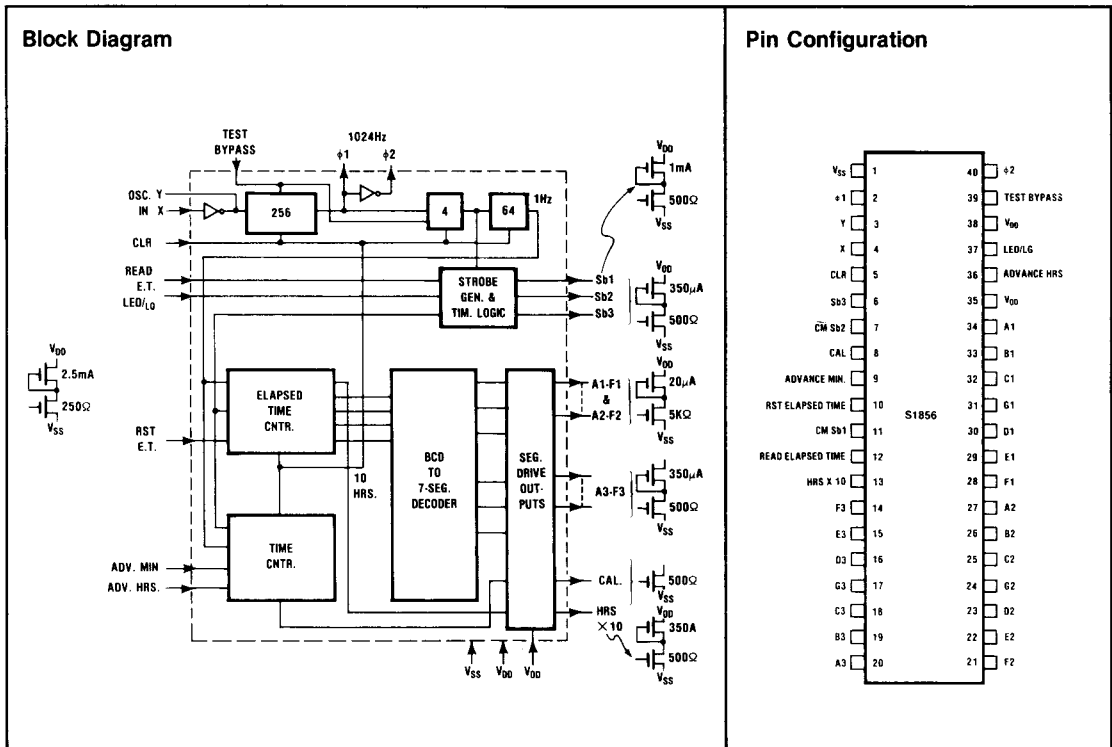 Block Diagram
TEST
BYPASS
1024Hz
ϕ1
ϕ2
OSC. Y
IN X
256
4
64
1Hz
CLR
READ
E.T.
LED/LQ
STROBE
GEN. &
TIM. LOGIC
Sb1
Sb2
Sb3
VDD
1mA
500Ω
VSS
VDD
350μA
500Ω
VSS
VDD
2.5mA
250Ω
VSS
ELAPSED
TIME
CNTR.
RST
E.T.
10
HRS.
BCD
TO
7-SEG.
DECODER
SEG.
DRIVE
OUT-
PUTS
A1-F1
&
A2-F2
VDD
20μA
5KΩ
VSS
A3-F3
VDD
350μA
500Ω
VSS
TIME
CNTR.
ADV. MIN
ADV. HRS.
CAL.
500Ω
VSS
HRS
×10
VDD
350A
500Ω
VSS
VSS
VDD
VDD
Pin Configuration
VSS 1
ϕ1 2
Y 3
X 4
CLR 5
Sb3 6
CM Sb2 7
CAL 8
ADVANCE MIN. 9
RST ELAPSED TIME 10
CM Sb1 11
READ ELAPSED TIME 12
HRS X 10 13
F3 14
E3 15
D3 16
G3 17
C3 18
B3 19
A3 20
S1856
40 ϕ2
39 TEST BYPASS
38 VDD
37 LED/LG
36 ADVANCE HRS
35 VDD
34 A1
33 B1
32 C1
31 G1
30 D1
29 E1
28 F1
27 A2
26 B2
25 C2
24 G2
23 D2
22 E2
21 F2